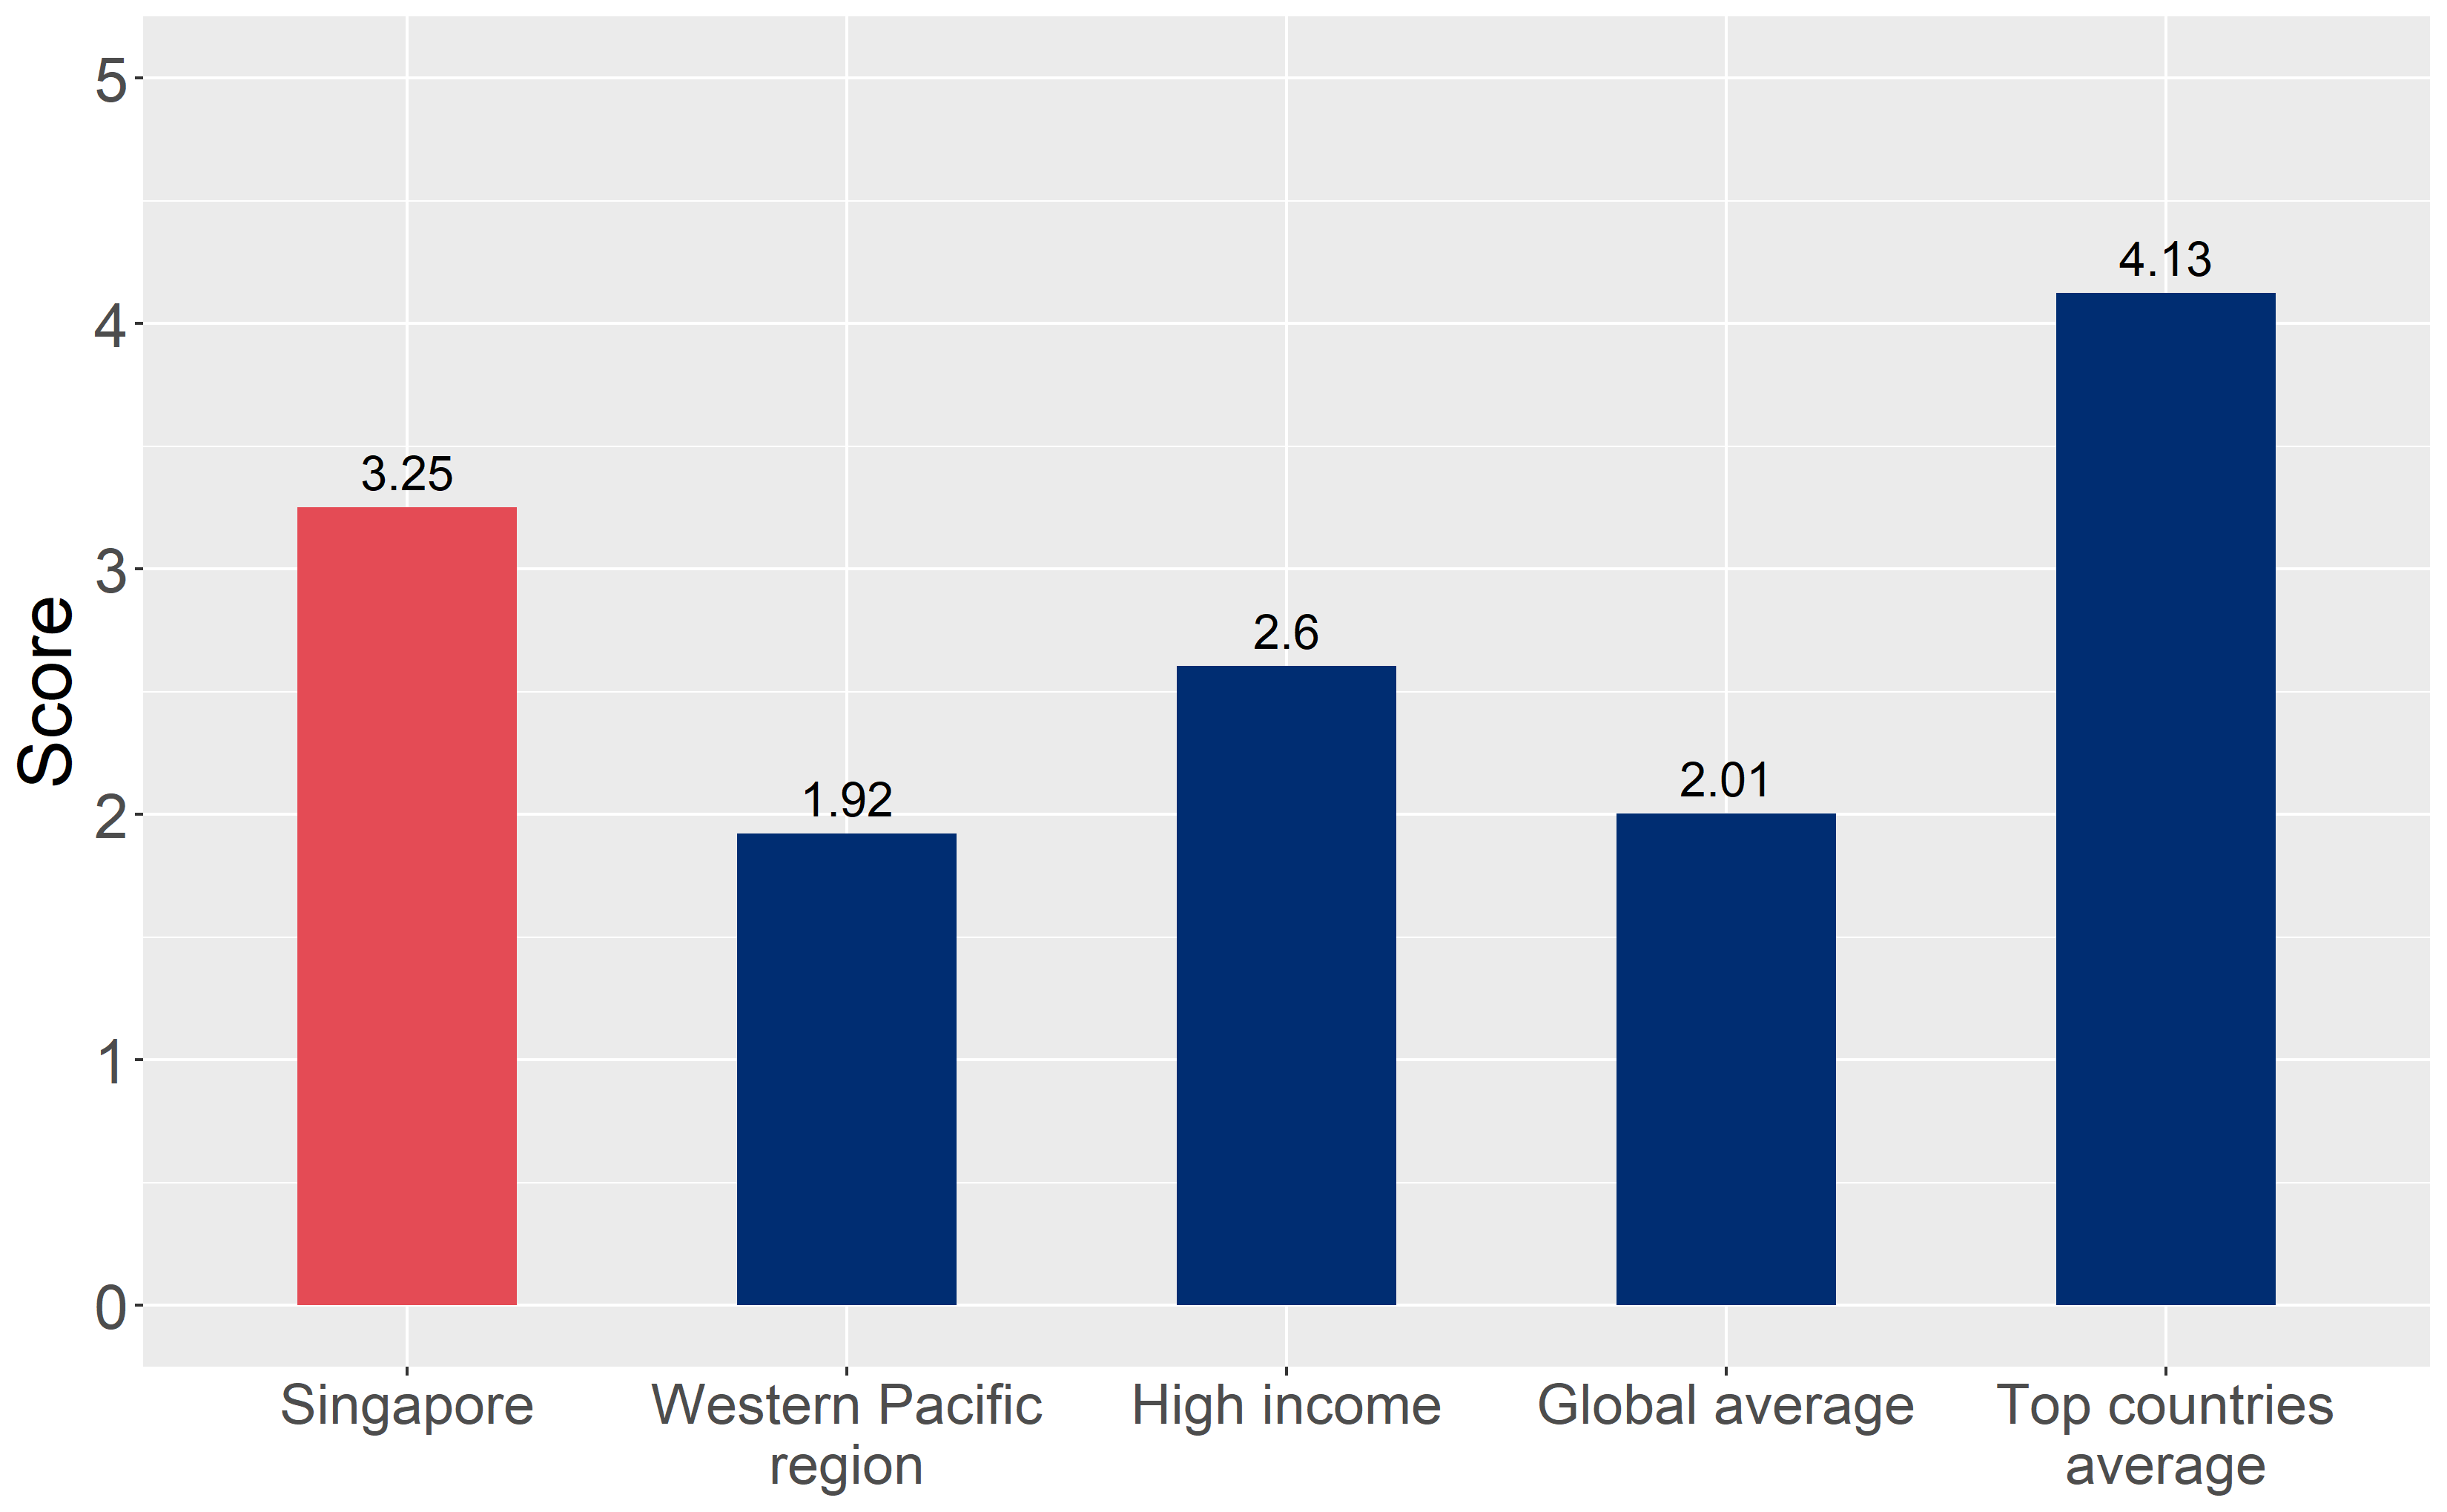 Score
5
4
3
2
1
0
3.25
1.92
2.6
2.01
4.13
Singapore
Western Pacific
region
High income
Global average
Top countries
average